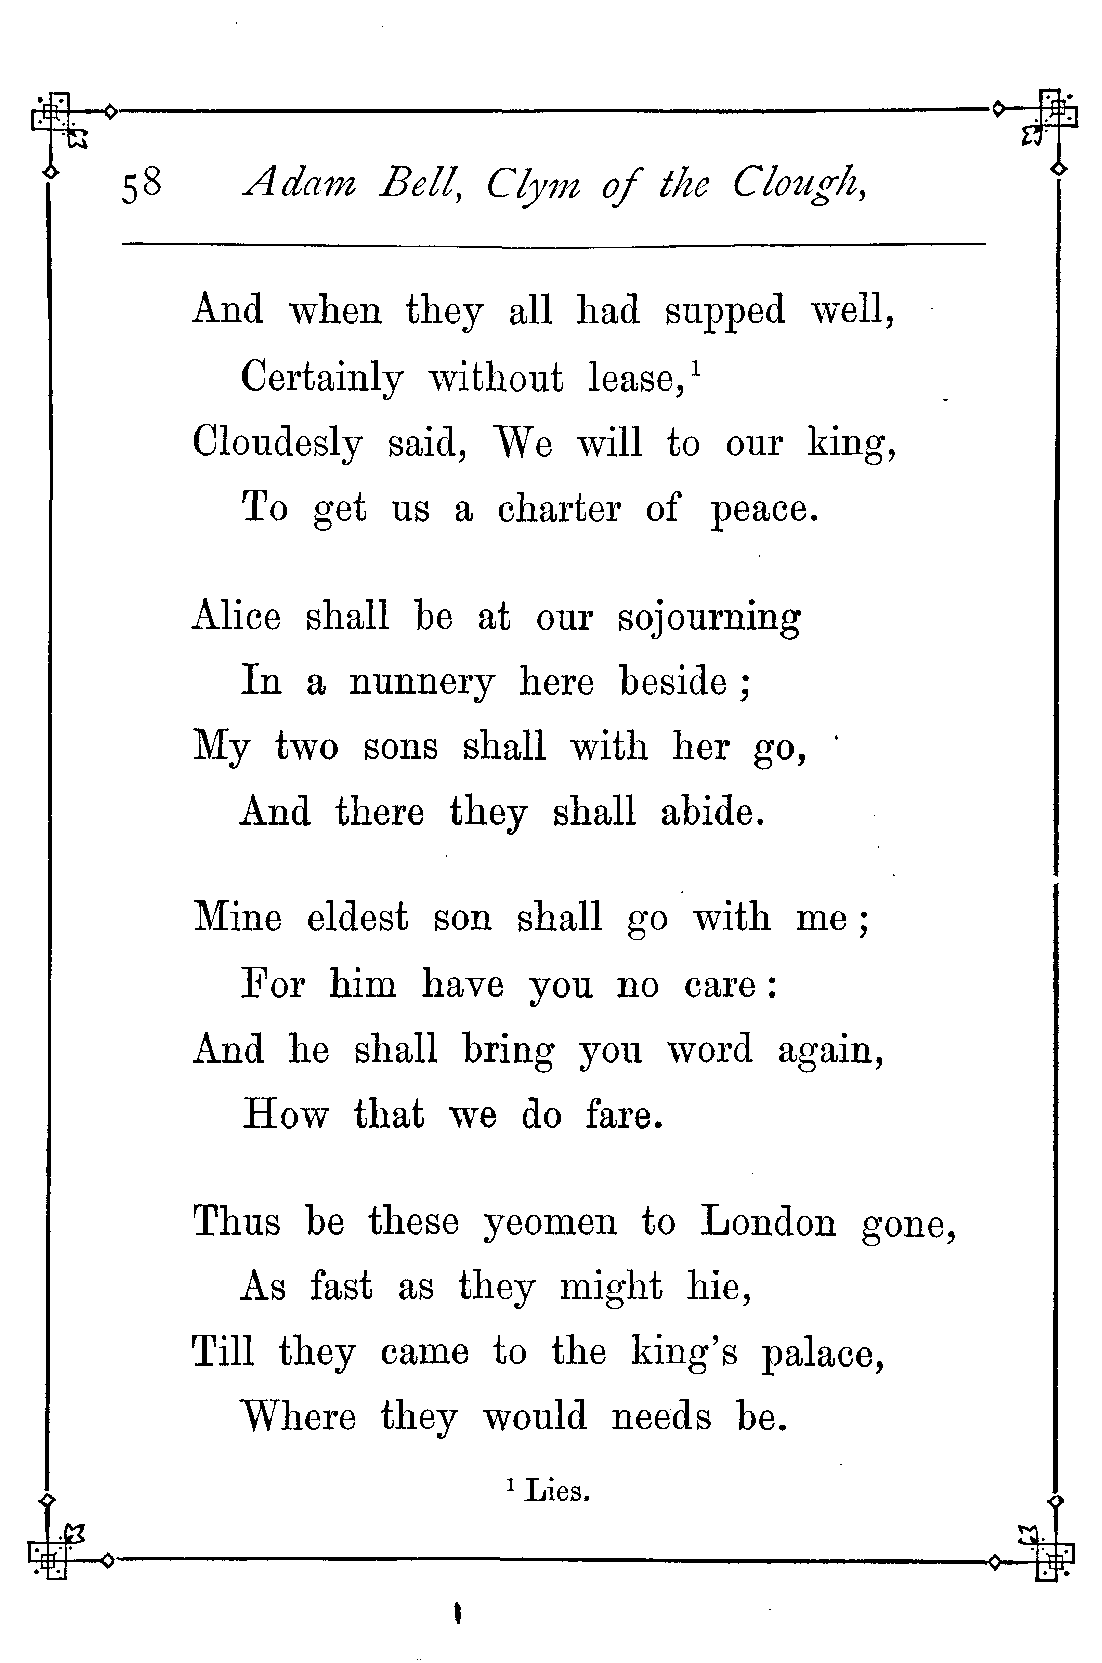 58 Adam Bell, Clym of the Clough,
And when they all had supped well,
Certainly without lease,¹
Cloudesly said, We will to our king,
To get us a charter of peace.
Alice shall be at our sojourning
In a nunnery here beside ;
My two sons shall with her go,
And there they shall abide.
Mine eldest son shall go with me ;
For him have you no care :
And he shall bring you word again,
How that we do fare.
Thus be these yeomen to London gone,
As fast as they might hie,
Till they came to the king's palace,
Where they would needs be.
¹ Lies.